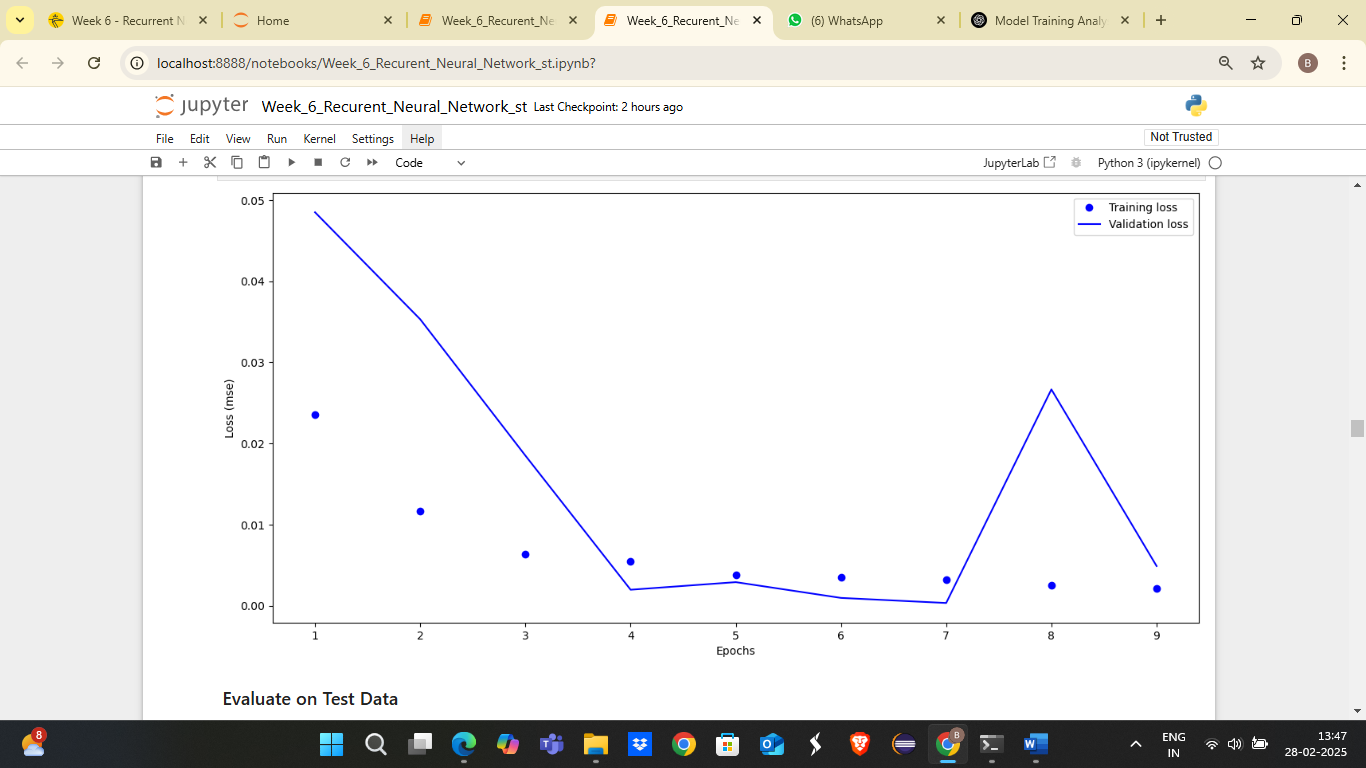 Week 6 - Recurrent N
Home
Week_6_Recurent_Ne
Week_6_Recurent_Ne
(6) WhatsApp
Model Training Analy
localhost:8888/notebooks/Week_6_Recurent_Neural_Network_st.ipynb?
B
jupyter Week_6_Recurent_Neural_Network_st Last Checkpoint: 2 hours ago
File Edit View Run Kernel Settings Help
Not Trusted
Code
JupyterLab
Python 3 (ipykernel)
Training loss
Validation loss
0.05
0.04
0.03
0.02
0.01
0.00
Loss (mse)
1 2 3 4 5 6 7 8 9
Epochs
Evaluate on Test Data
8
B
ENG
IN
13:47
28-02-2025